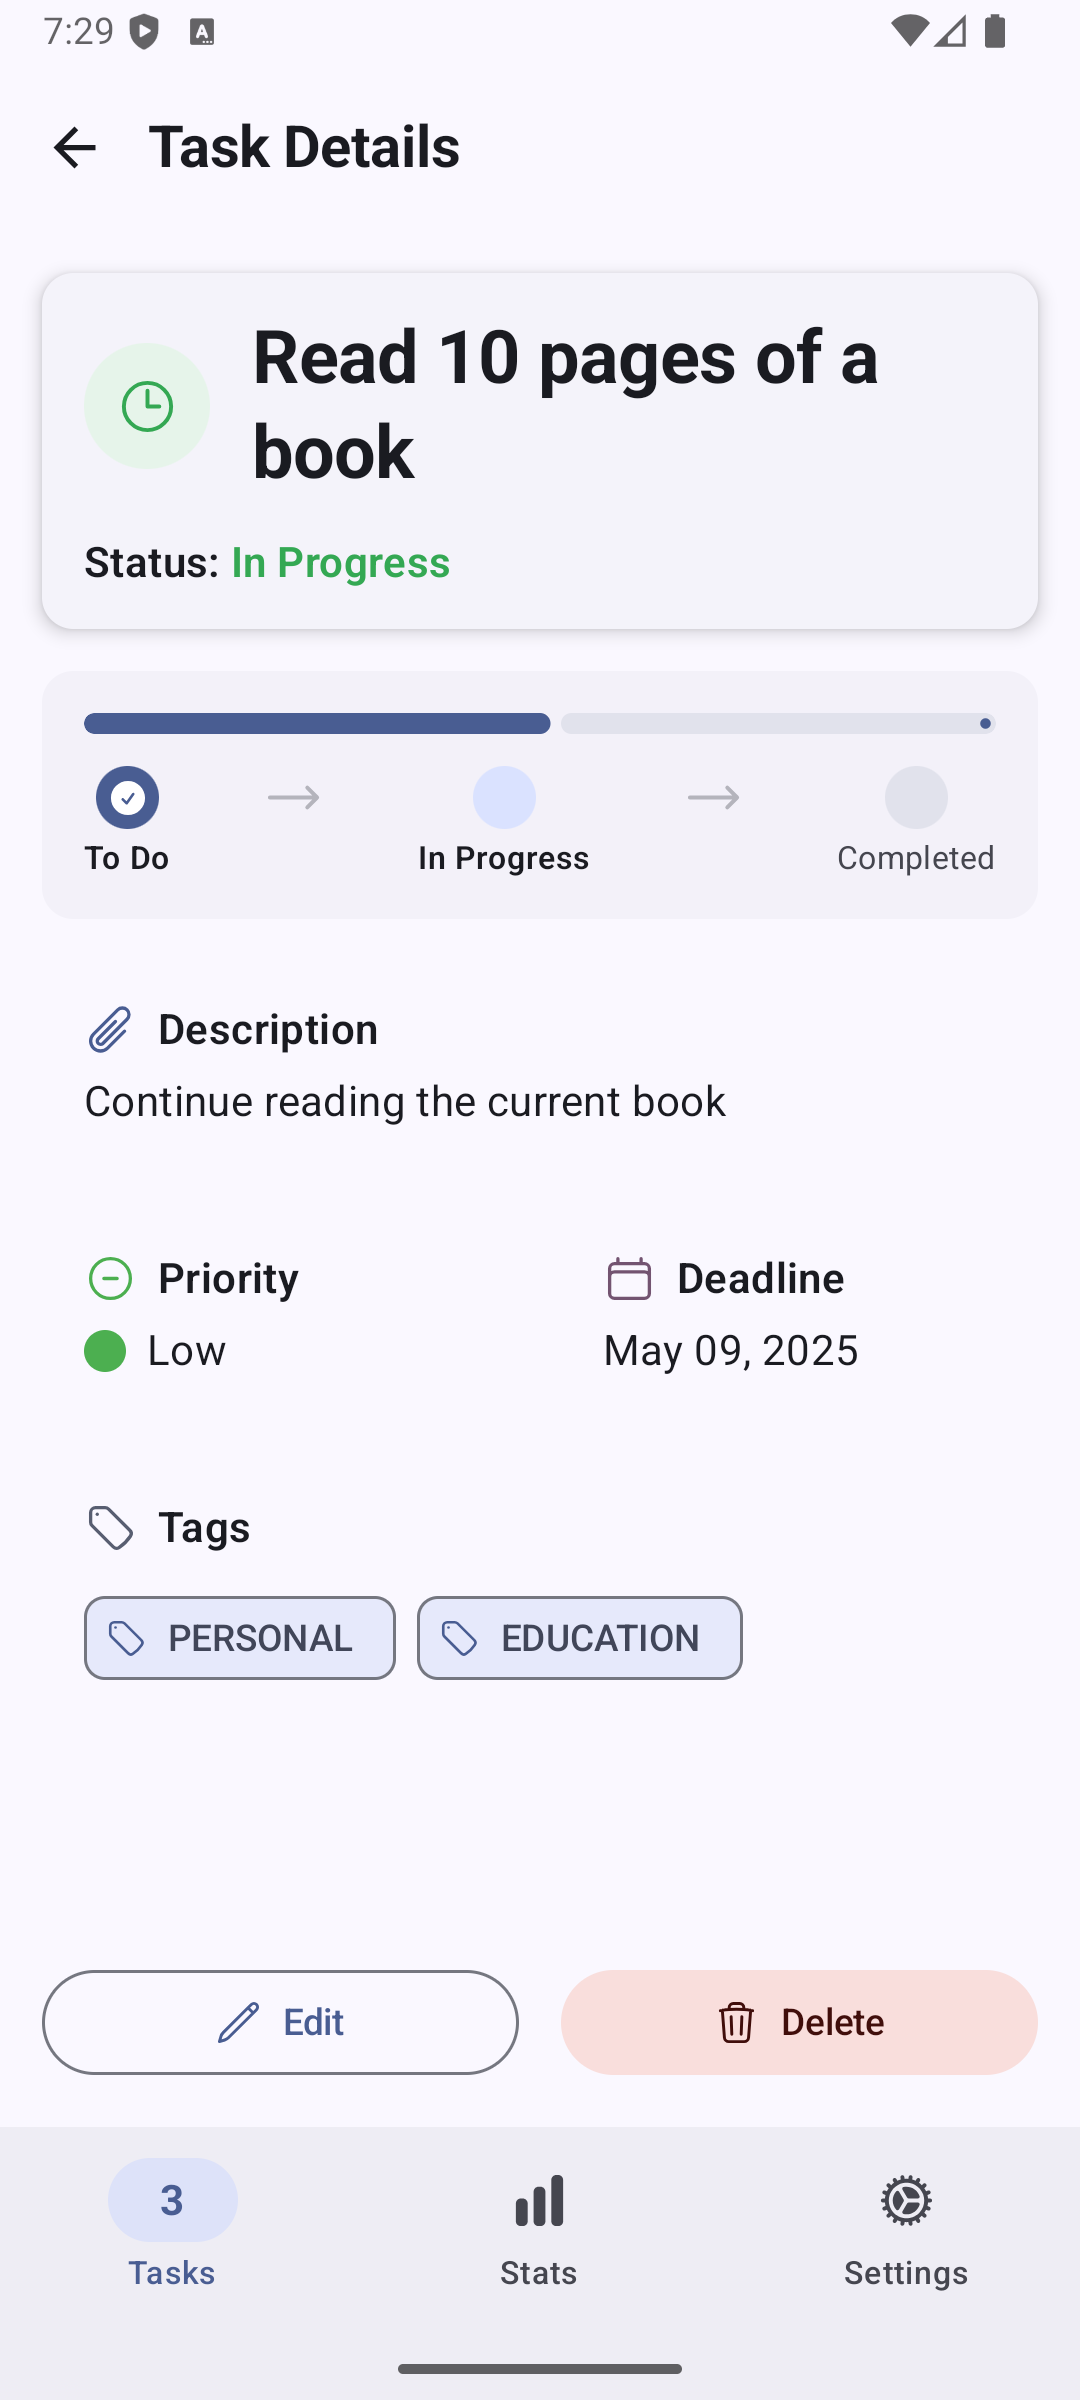 7:29
Task Details
Read 10 pages of a
book
Status: In Progress
To Do
In Progress
Completed
Description
Continue reading the current book
Priority
Deadline
Low
May 09, 2025
Tags
PERSONAL
EDUCATION
Edit
Delete
3
Tasks
Stats
Settings